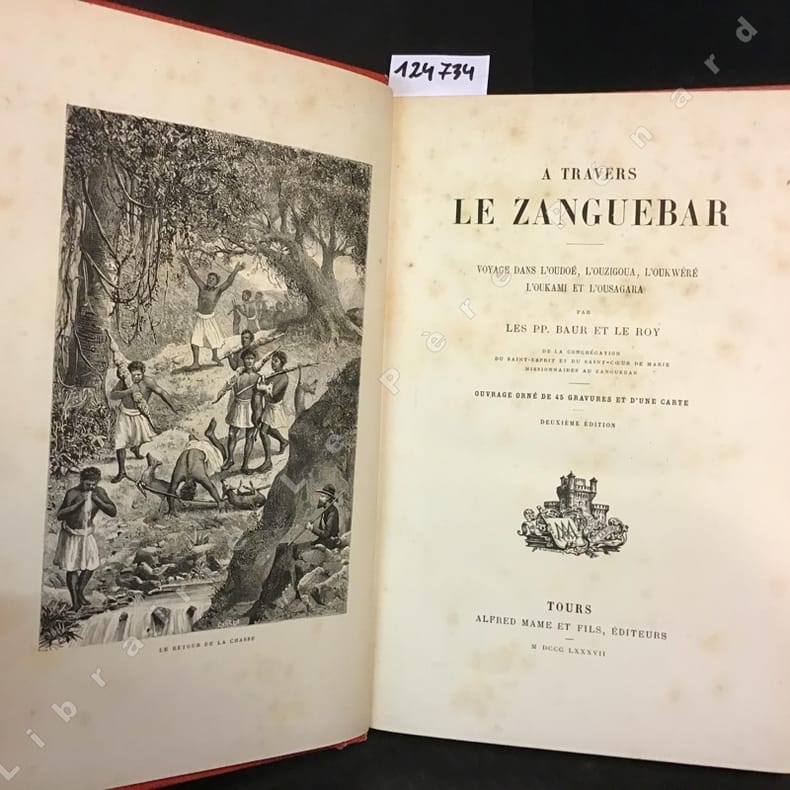 124734
A TRAVERS
LE ZANGUEBAR
VOYAGE DANS L'OUDOÉ, L'OUZIGOUA, L'OUKWÉRÉ
L'OUKAMI ET L'OUSAGARA
PAR
LES PP. BAUR ET LE ROY
DE LA CONGRÉGATION
DU SAINT-ESPRIT ET DU SAINT-CŒUR DE MARIE
MISSIONNAIRES AU ZANGUEBAR
OUVRAGE ORNÉ DE 45 GRAVURES ET D'UNE CARTE
DEUXIÈME ÉDITION
TOURS
ALFRED MAME ET FILS, ÉDITEURS
M DCCC LXXXVII
LE RETOUR DE LA CHASSE
Librairie Le Père Pénard